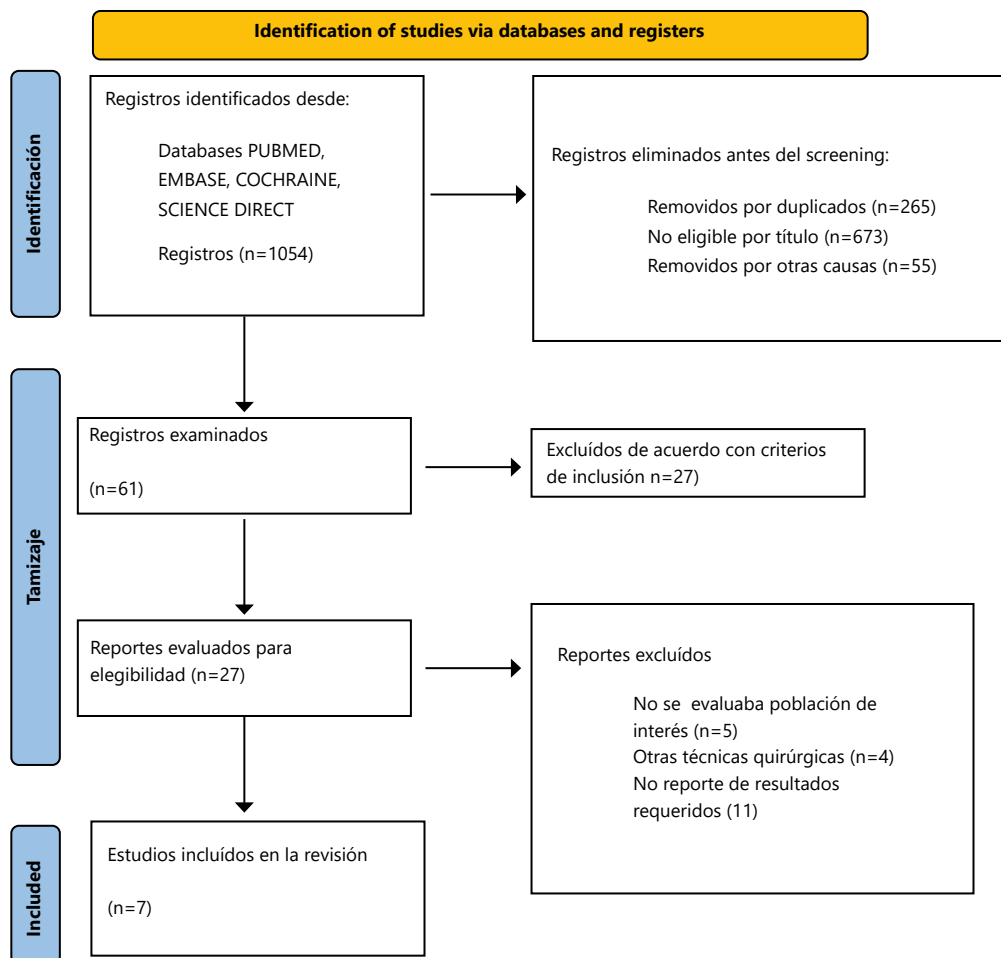 Identification of studies via databases and registers
Identificación
Registros identificados desde:
Databases PUBMED,
EMBASE, COCHRAINE,
SCIENCE DIRECT
Registros (n=1054)
Registros eliminados antes del screening:
Removidos por duplicados (n=265)
No eligible por título (n=673)
Removidos por otras causas (n=55)
Tamizaje
Registros examinados
(n=61)
Excluídos de acuerdo con criterios
de inclusión n=27)
Reportes evaluados para
elegibilidad (n=27)
Reportes excluídos
No se evaluaba población de
interés (n=5)
Otras técnicas quirúrgicas (n=4)
No reporte de resultados
requeridos (11)
Included
Estudios incluídos en la revisión
(n=7)